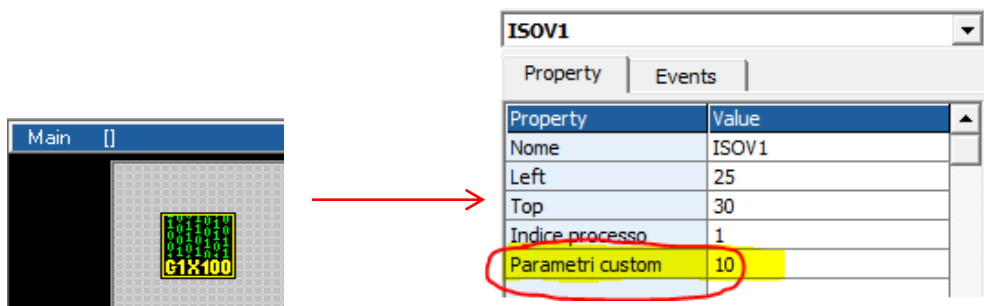 Main []
G1X100
ISOV1
Property Events
Property Value
Nome ISOV1
Left 25
Top 30
Indice processo 1
Parametri custom 10